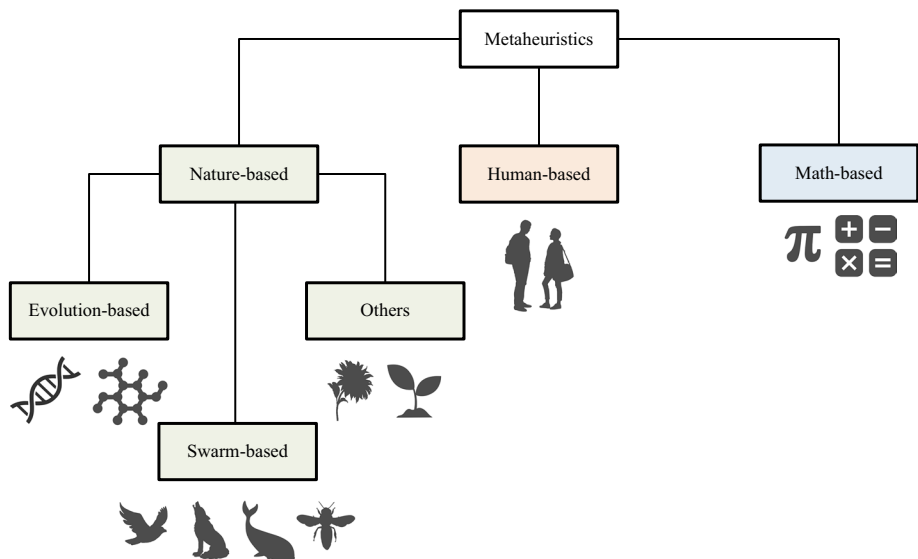 Metaheuristics
Nature-based
Human-based
Math-based
π
+
−
×
=
Evolution-based
Others
Swarm-based